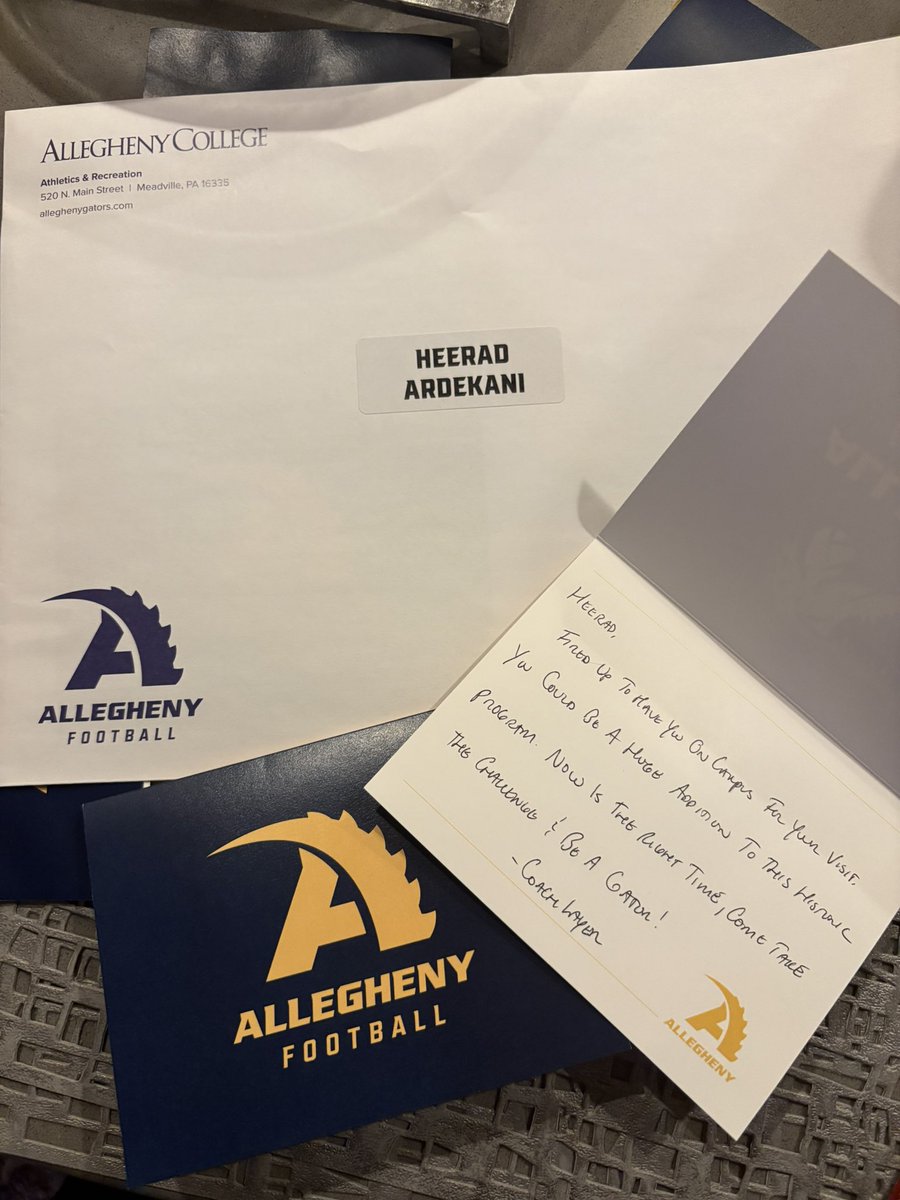 ALLEGHENY COLLEGE
Athletics & Recreation
520 N. Main Street | Meadville, PA 16335
alleghenygators.com
HEERAD
ARDEKANI
ALLEGHENY
FOOTBALL
HEERAD,
FIRED UP TO HAVE YOU ON CAMPUS FOR YOUR VISIT.
YOU COULD BE A HUGE ADDITION TO THIS HISTORIC
PROGRAM. NOW IS THE RIGHT TIME, COME TAKE
THE CHALLENGE & BE A GATOR!
- COACH LAYER
ALLEGHENY
ALLEGHENY
FOOTBALL